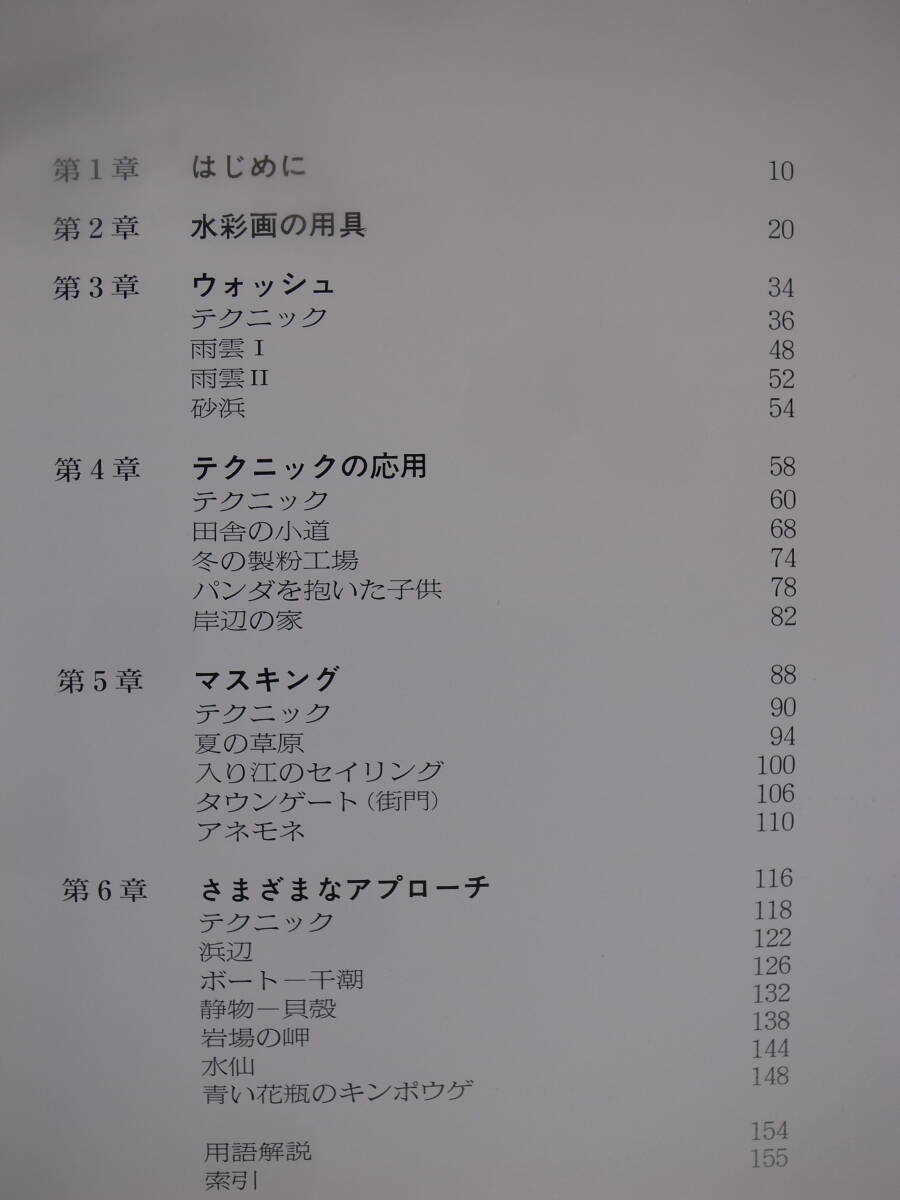 第1章 はじめに 10
第2章 水彩画の用具 20
第3章 ウォッシュ 34
テクニック 36
雨雲 I 48
雨雲 II 52
砂浜 54
第4章 テクニックの応用 58
テクニック 60
田舎の小道 68
冬の製粉工場 74
パンダを抱いた子供 78
岸辺の家 82
第5章 マスキング 88
テクニック 90
夏の草原 94
入り江のセイリング 100
タウンゲート(街門) 106
アネモネ 110
第6章 さまざまなアプローチ 116
テクニック 118
浜辺 122
ボート―干潮 126
静物―貝殻 132
岩場の岬 138
水仙 144
青い花瓶のキンポウゲ 148
用語解説 154
索引 155